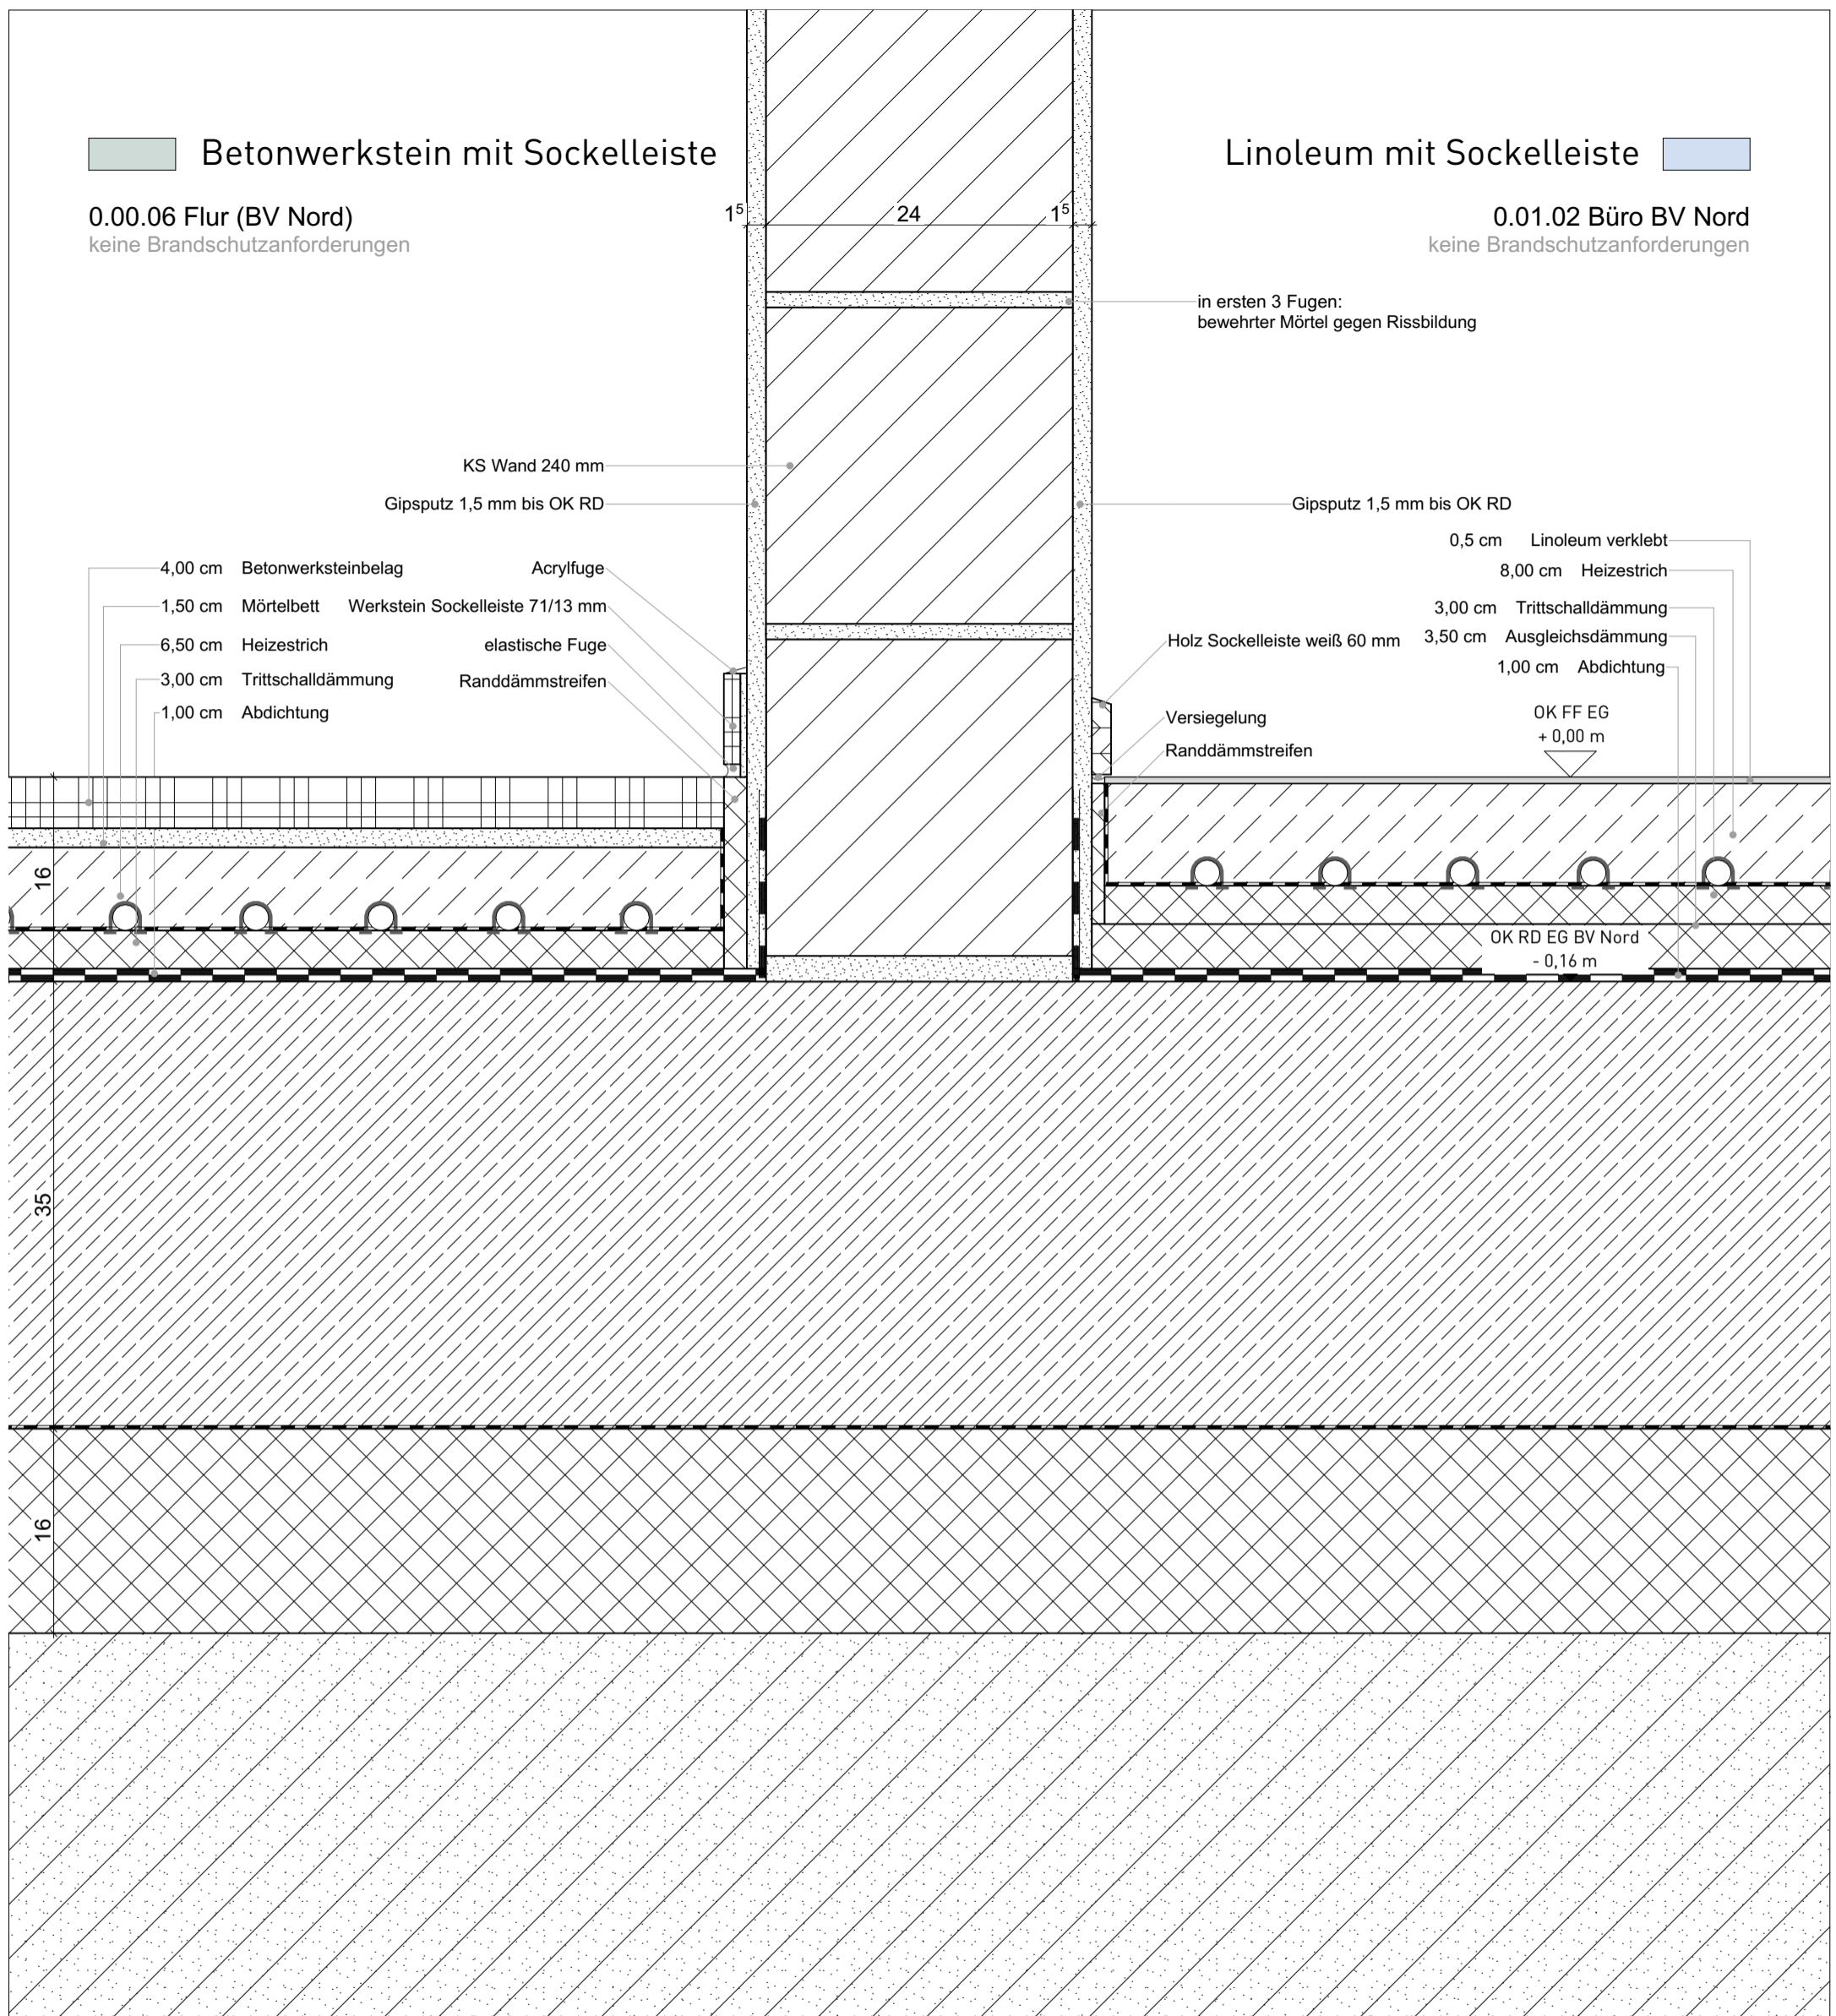 Betonwerkstein mit Sockelleiste
0.00.06 Flur (BV Nord)
keine Brandschutzanforderungen
Linoleum mit Sockelleiste
0.01.02 Büro BV Nord
keine Brandschutzanforderungen
1⁵ 24 1⁵
in ersten 3 Fugen:
bewehrter Mörtel gegen Rissbildung
KS Wand 240 mm
Gipsputz 1,5 mm bis OK RD
4,00 cm Betonwerksteinbelag
1,50 cm Mörtelbett
6,50 cm Heizestrich
3,00 cm Trittschalldämmung
1,00 cm Abdichtung
Acrylfuge
Werkstein Sockelleiste 71/13 mm
elastische Fuge
Randdämmstreifen
Gipsputz 1,5 mm bis OK RD
0,5 cm Linoleum verklebt
8,00 cm Heizestrich
3,00 cm Trittschalldämmung
3,50 cm Ausgleichsdämmung
1,00 cm Abdichtung
Holz Sockelleiste weiß 60 mm
Versiegelung
Randdämmstreifen
OK FF EG
+ 0,00 m
OK RD EG BV Nord
- 0,16 m
16
35
16